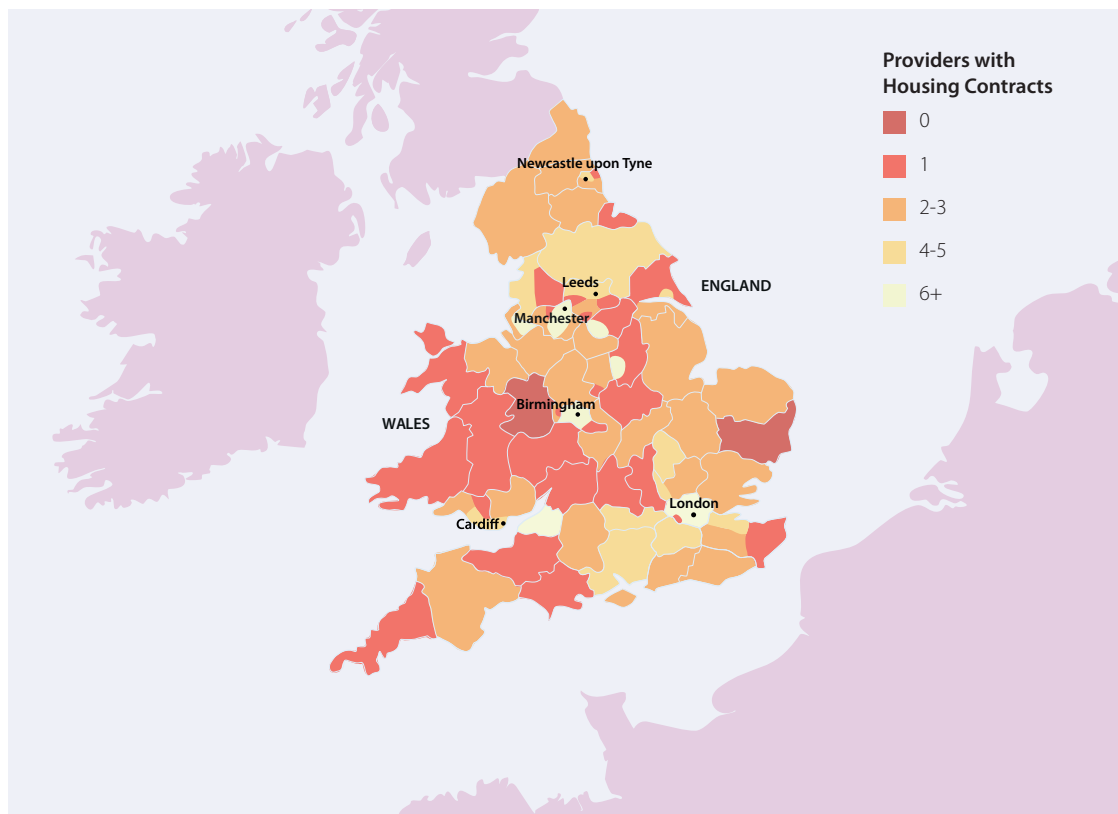 Providers with
Housing Contracts
0
1
2-3
4-5
6+
Newcastle upon Tyne
Leeds
ENGLAND
Manchester
Birmingham
WALES
London
Cardiff